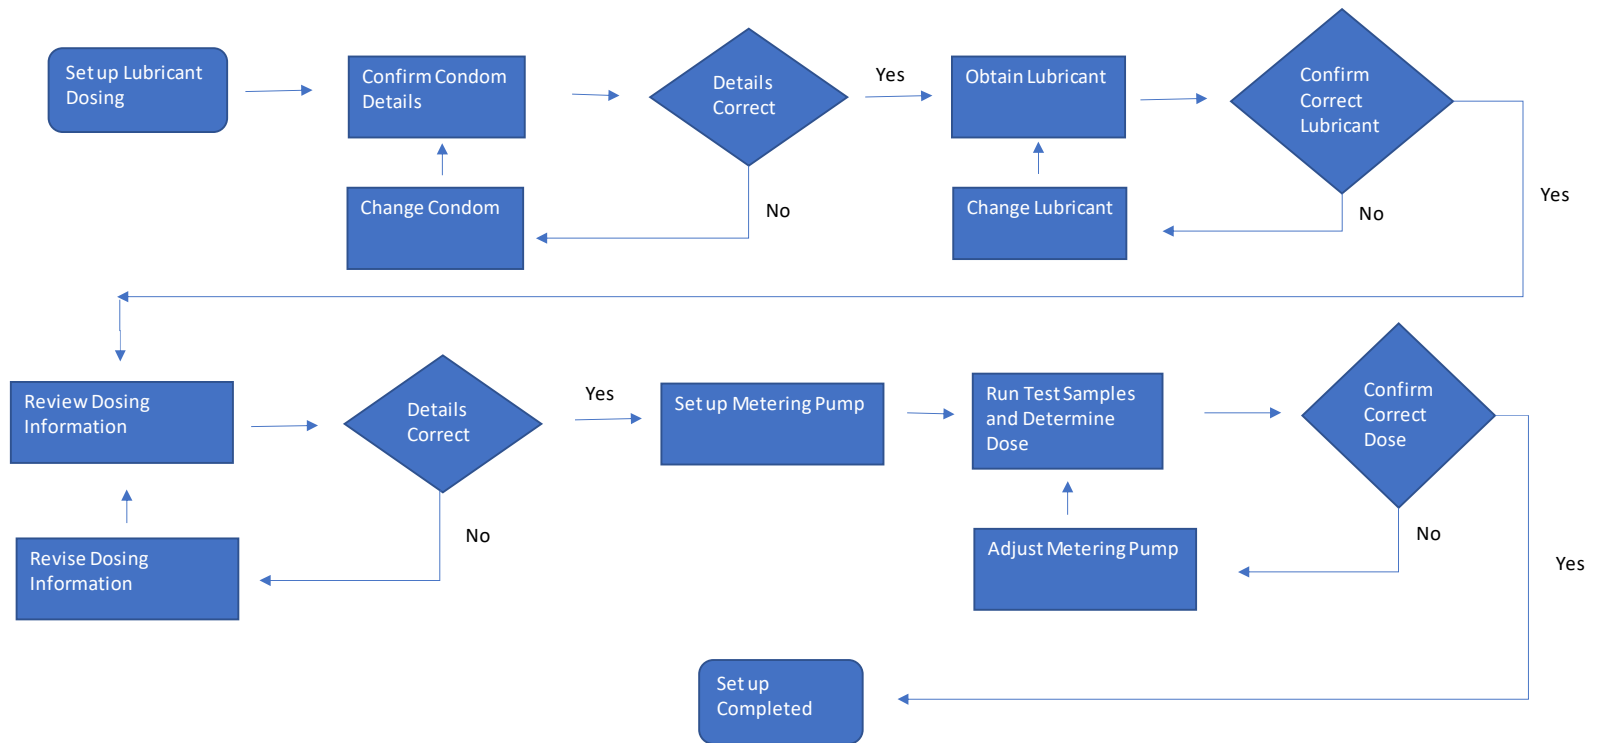 Set up Lubricant
Dosing
Confirm Condom
Details
Details
Correct
Yes
Obtain Lubricant
Confirm
Correct
Lubricant
Change Condom
No
Change Lubricant
No
Yes
Review Dosing
Information
Details
Correct
Yes
Set up Metering Pump
Run Test Samples
and Determine
Dose
Confirm
Correct
Dose
Revise Dosing
Information
No
Adjust Metering Pump
No
Yes
Set up
Completed